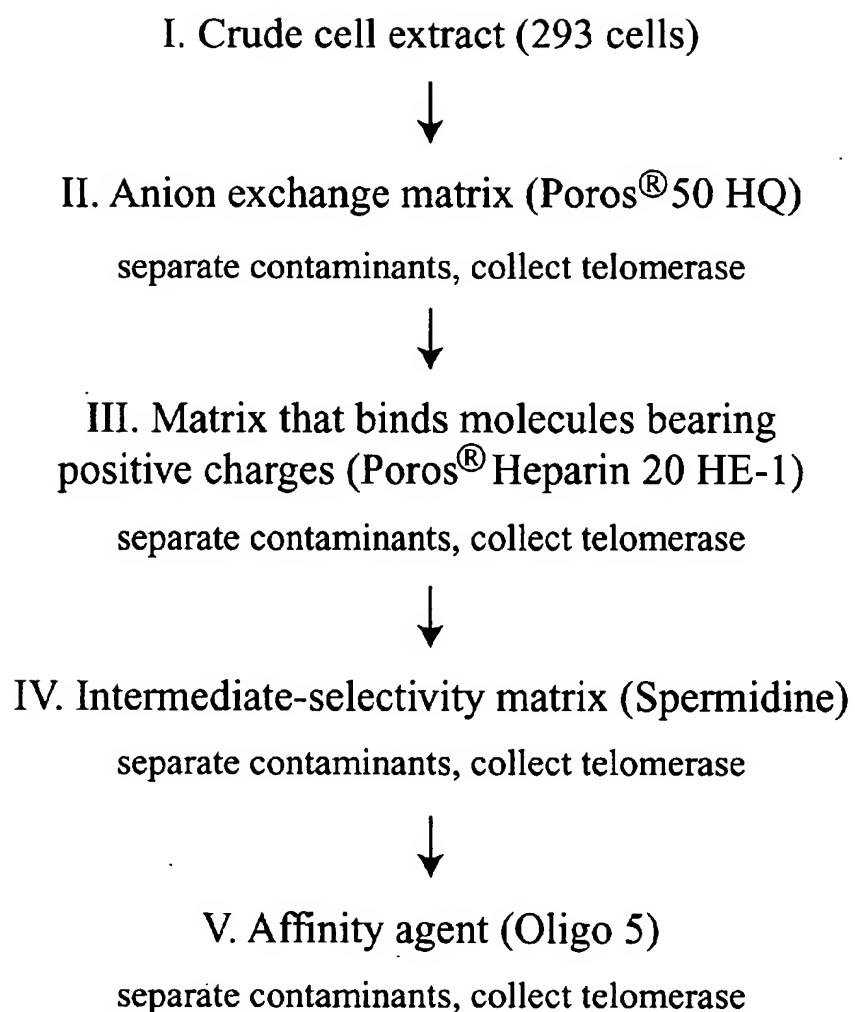 I. Crude cell extract (293 cells)
II. Anion exchange matrix (Poros®50 HQ)
separate contaminants, collect telomerase
III. Matrix that binds molecules bearing
positive charges (Poros® Heparin 20 HE-1)
separate contaminants, collect telomerase
IV. Intermediate-selectivity matrix (Spermidine)
separate contaminants, collect telomerase
V. Affinity agent (Oligo 5)
separate contaminants, collect telomerase